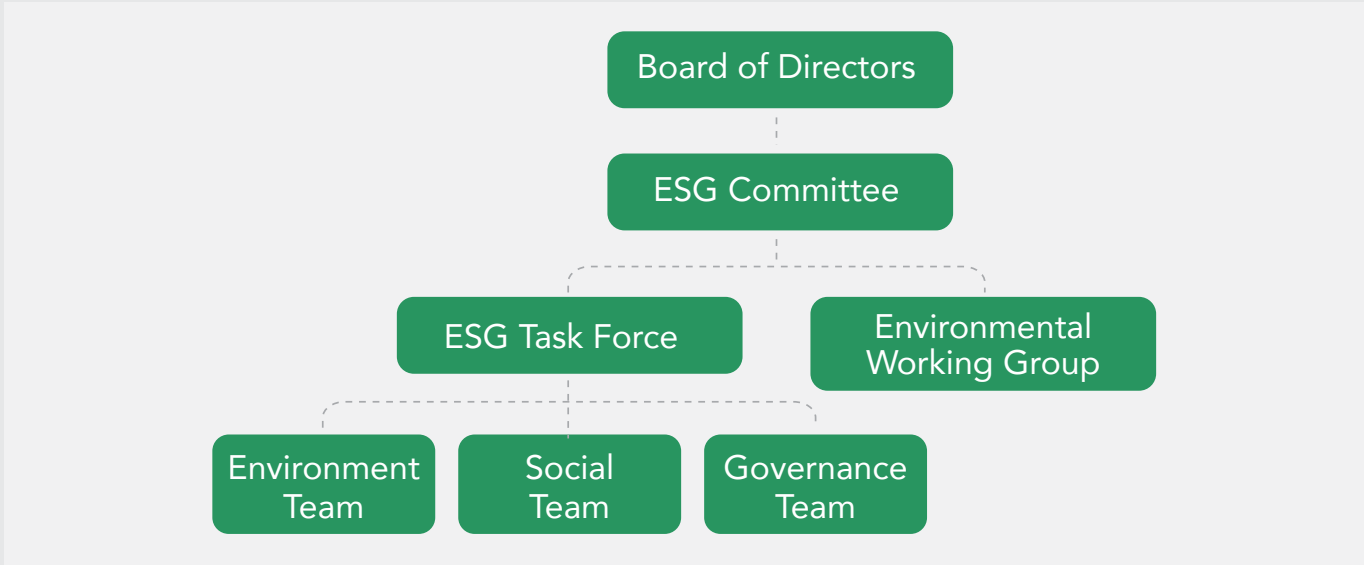 Board of Directors
ESG Committee
ESG Task Force
Environmental
Working Group
Environment
Team
Social
Team
Governance
Team